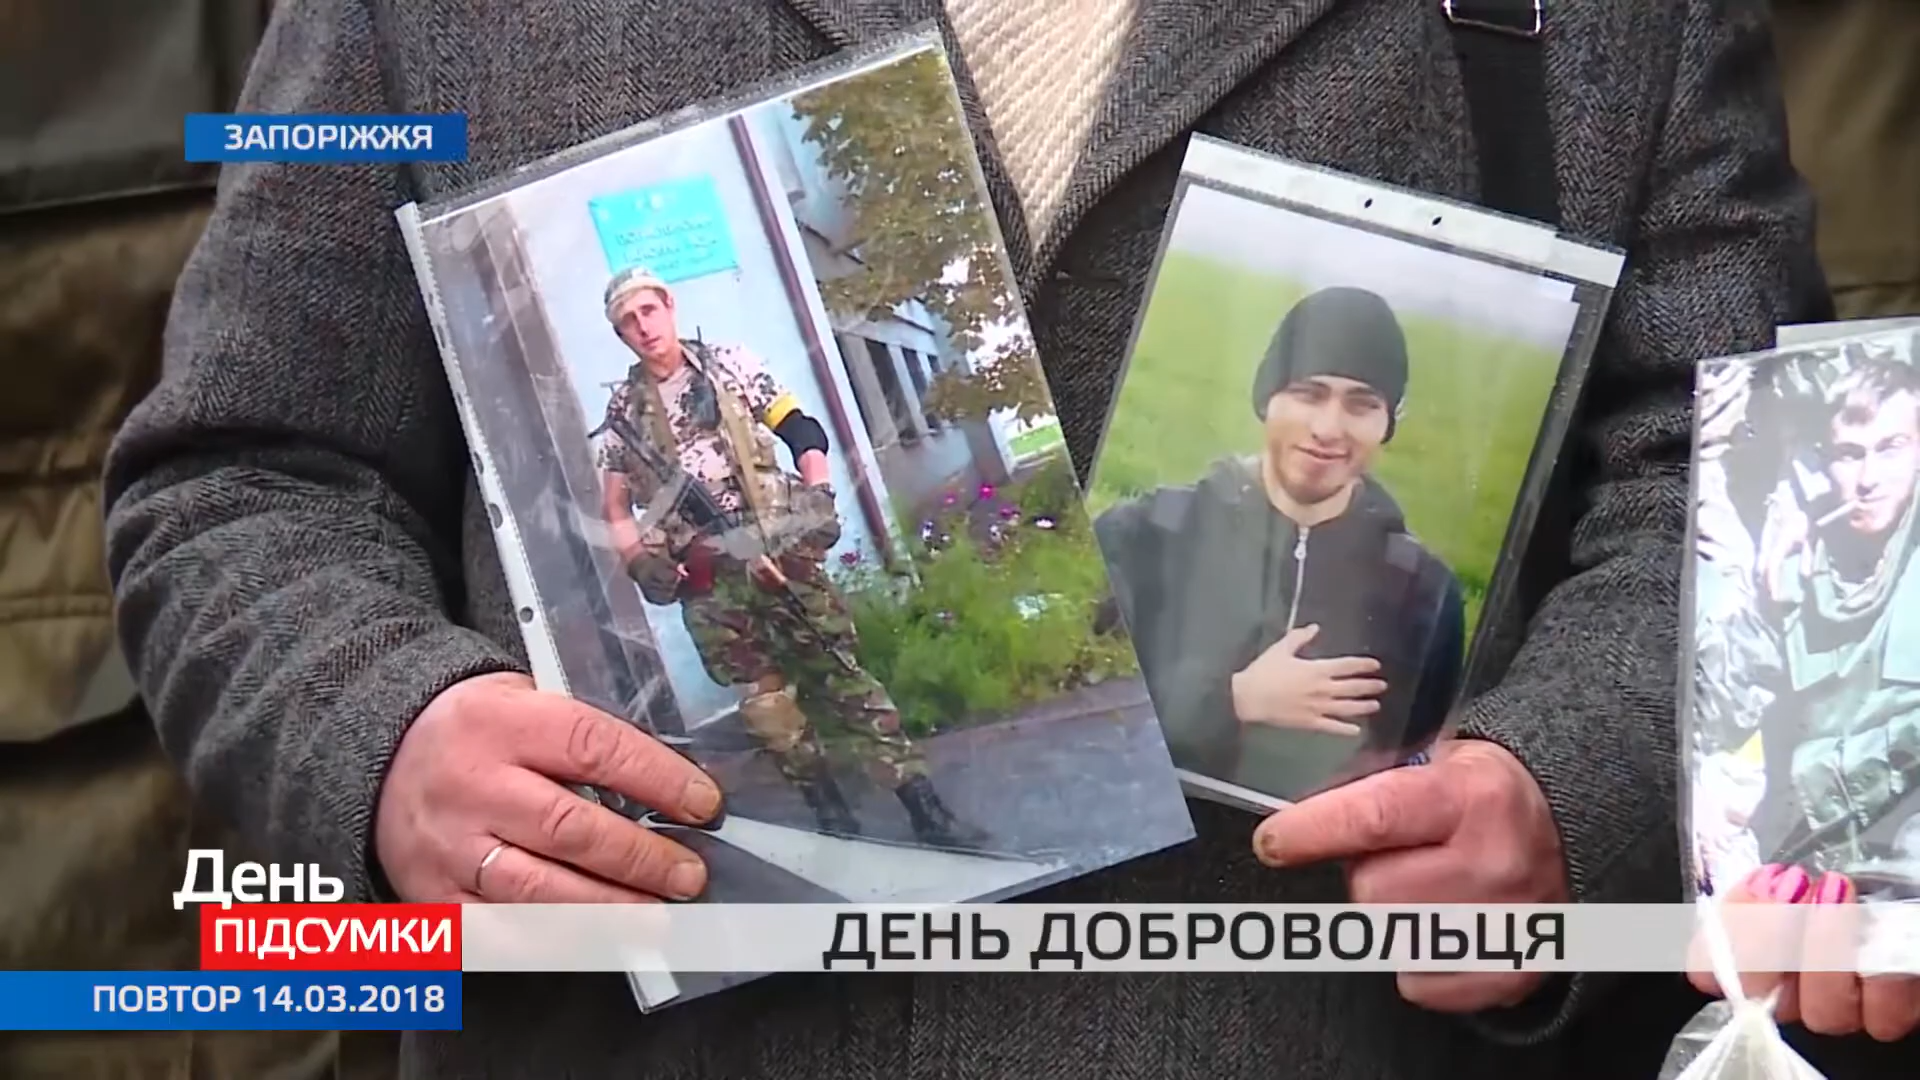 ЗАПОРІЖЖЯ
День
ПІДСУМКИ
ДЕНЬ ДОБРОВОЛЬЦЯ
ПОВТОР 14.03.2018